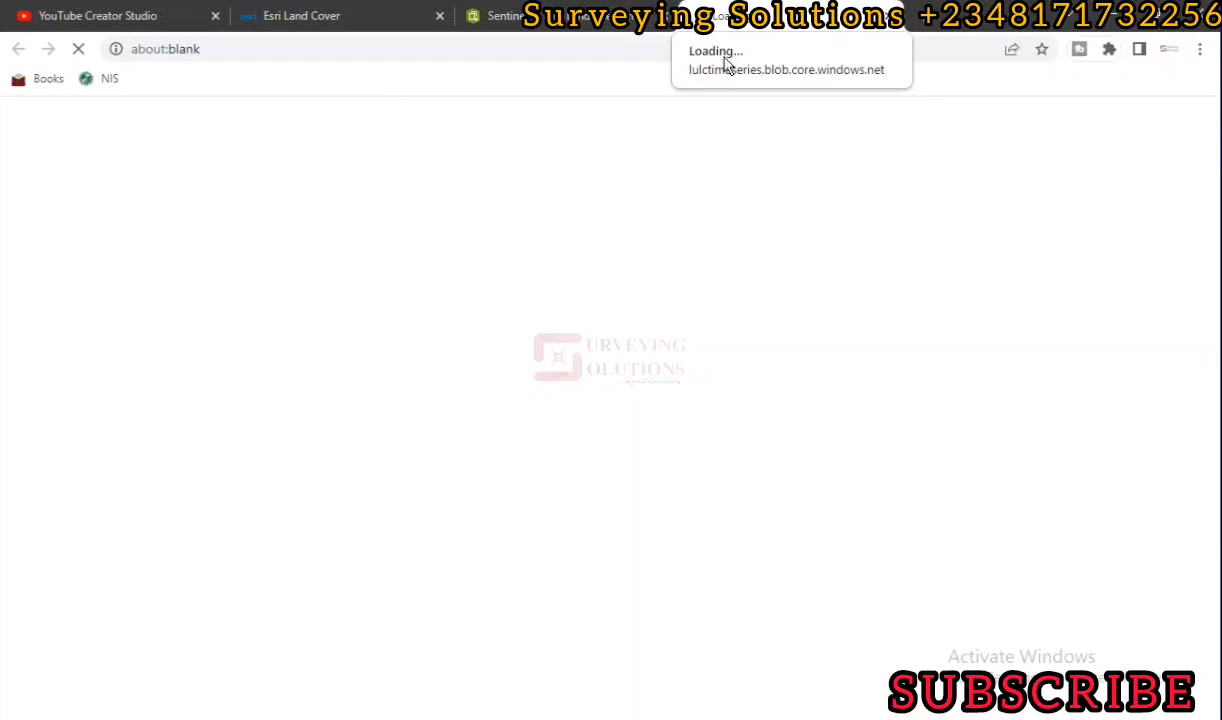 Surveying Solutions +2348171732256
YouTube Creator Studio
Esri Land Cover
Loading...
lulctimeseries.blob.core.windows.net
about:blank
Books
NIS
URVEYING
OLUTIONS
Activate Windows
SUBSCRIBE